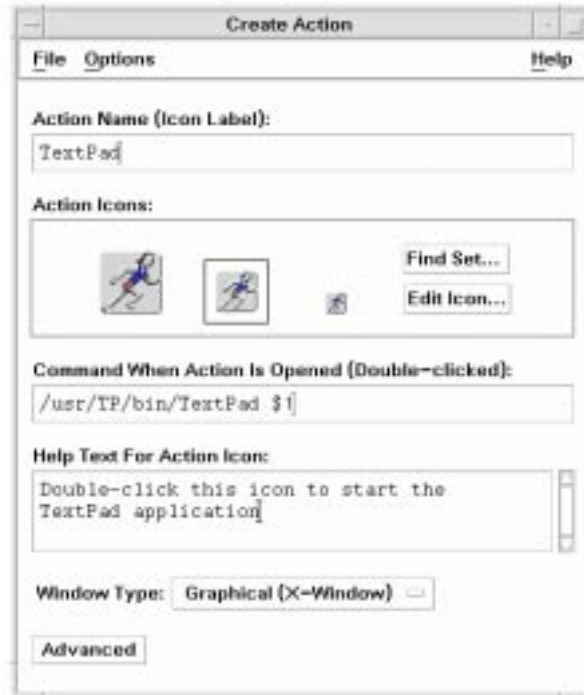 Create Action
File Options Help
Action Name (Icon Label):
TextPad
Action Icons:
Find Set...
Edit Icon...
Command When Action Is Opened (Double-clicked):
/usr/TP/bin/TextPad $1
Help Text For Action Icon:
Double-click this icon to start the
TextPad application
Window Type: Graphical (X-Window)
Advanced